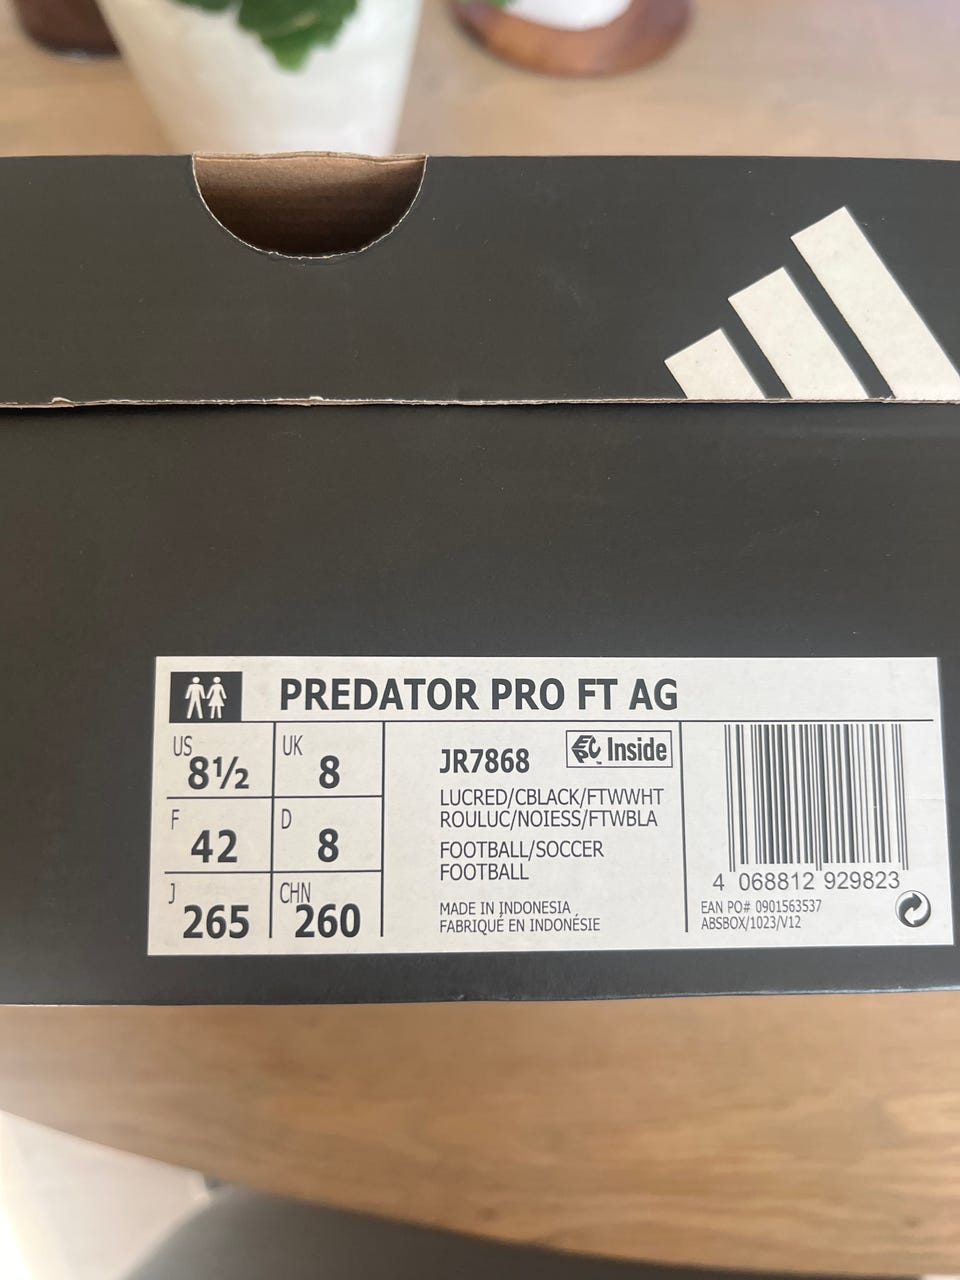 PREDATOR PRO FT AG
US 8½
UK 8
F 42
D 8
J 265
CHN 260
JR7868
EPC™ Inside
LUCRED/CBLACK/FTWWHT
ROULUC/NOIESS/FTWBLA
FOOTBALL/SOCCER
FOOTBALL
MADE IN INDONESIA
FABRIQUÉ EN INDONÉSIE
4 068812 929823
EAN PO# 0901563537
ABSBOX/1023/V12